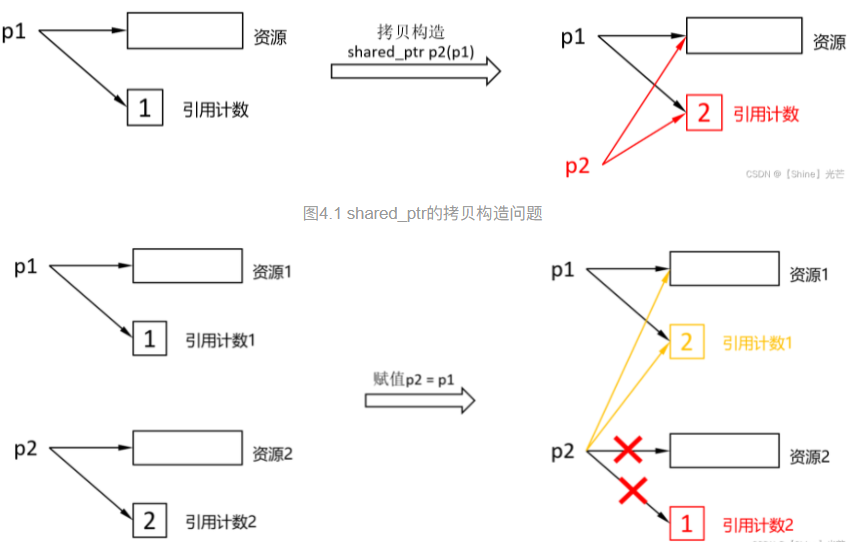 p1
资源
1
引用计数
拷贝构造
shared_ptr p2(p1)
p1
资源
2
引用计数
p2
CSDN @【Shine】光芒
图4.1 shared_ptr的拷贝构造问题
p1
资源1
1
引用计数1
p2
资源2
2
引用计数2
赋值p2 = p1
p1
资源1
2
引用计数1
p2
资源2
1
引用计数2